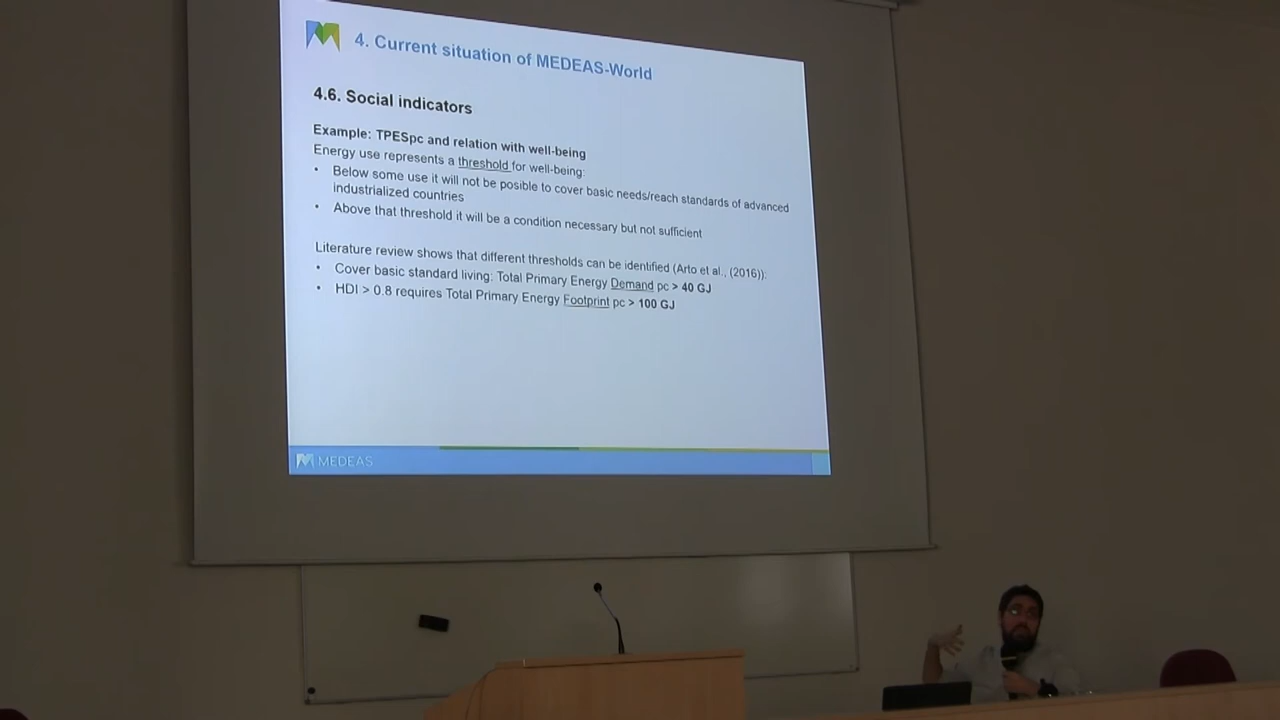 4. Current situation of MEDEAS-World
4.6. Social indicators
Example: TPESpc and relation with well-being
Energy use represents a threshold for well-being:
• Below some use it will not be posible to cover basic needs/reach standards of advanced
industrialized countries
• Above that threshold it will be a condition necessary but not sufficient
Literature review shows that different thresholds can be identified (Arto et al., (2016)):
• Cover basic standard living: Total Primary Energy Demand pc > 40 GJ
• HDI > 0.8 requires Total Primary Energy Footprint pc > 100 GJ
MEDEAS